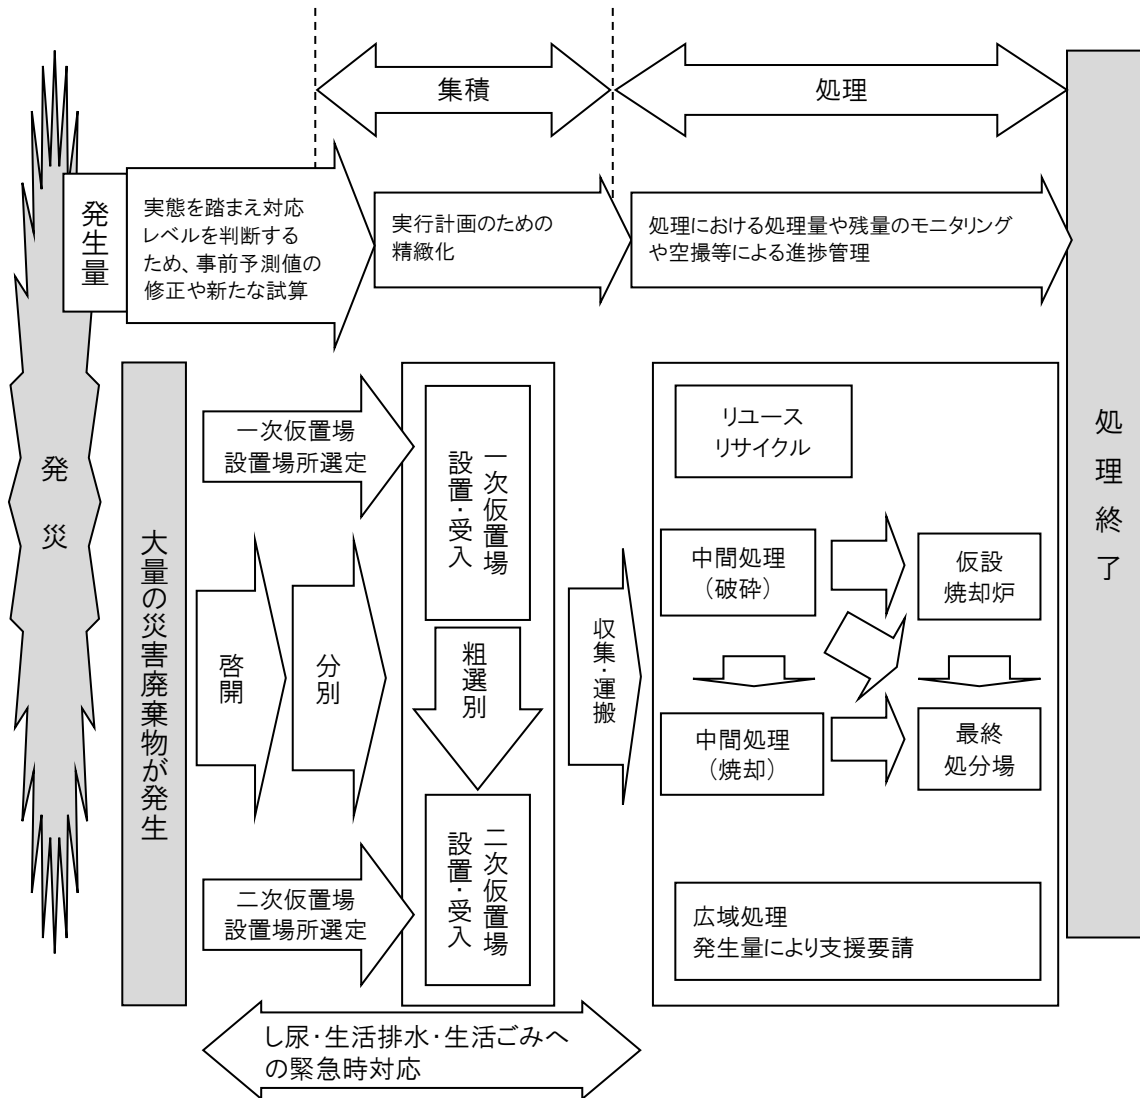 集積
処理
発生量
実態を踏まえ対応
レベルを判断する
ため、事前予測値の
修正や新たな試算
実行計画のための
精緻化
処理における処理量や残量のモニタリング
や空撮等による進捗管理
発災
大量の災害廃棄物が発生
一次仮置場
設置場所選定
啓開
分別
二次仮置場
設置場所選定
一次仮置場
設置・受入
粗選別
二次仮置場
設置・受入
収集・運搬
リユース
リサイクル
中間処理
（破砕）
仮設
焼却炉
中間処理
（焼却）
最終
処分場
広域処理
発生量により支援要請
処理終了
し尿・生活排水・生活ごみへ
の緊急時対応